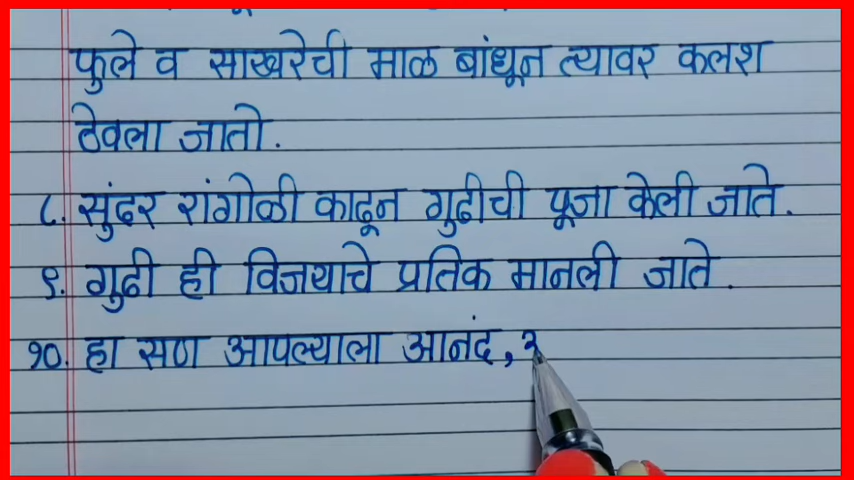 फुले व साखरेची माळ बांधून त्यावर कलश
ठेवला जातो.
८. सुंदर रांगोळी काढून गुढीची पूजा केली जाते.
९. गुढी ही विजयाचे प्रतिक मानली जाते.
१०. हा सण आपल्याला आनंद,